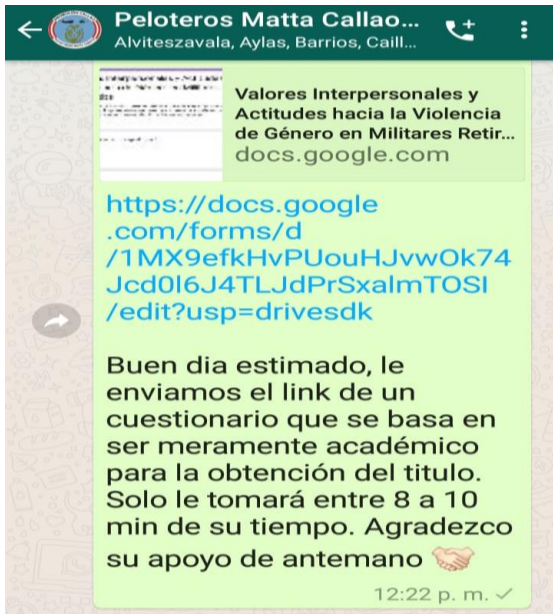 Peloteros Matta Callao...
Alviteszavala, Aylas, Barrios, Caill...
Valores Interpersonales y
Actitudes hacia la Violencia
de Género en Militares Retir...
docs.google.com
https://docs.google
.com/forms/d
/1MX9efkHvPUouHJvwOk74
Jcd0l6J4TLJdPrSxalmTOSI
/edit?usp=drivesdk
Buen dia estimado, le
enviamos el link de un
cuestionario que se basa en
ser meramente académico
para la obtención del titulo.
Solo le tomará entre 8 a 10
min de su tiempo. Agradezco
su apoyo de antemano 🤝🏻
12:22 p. m. ✓